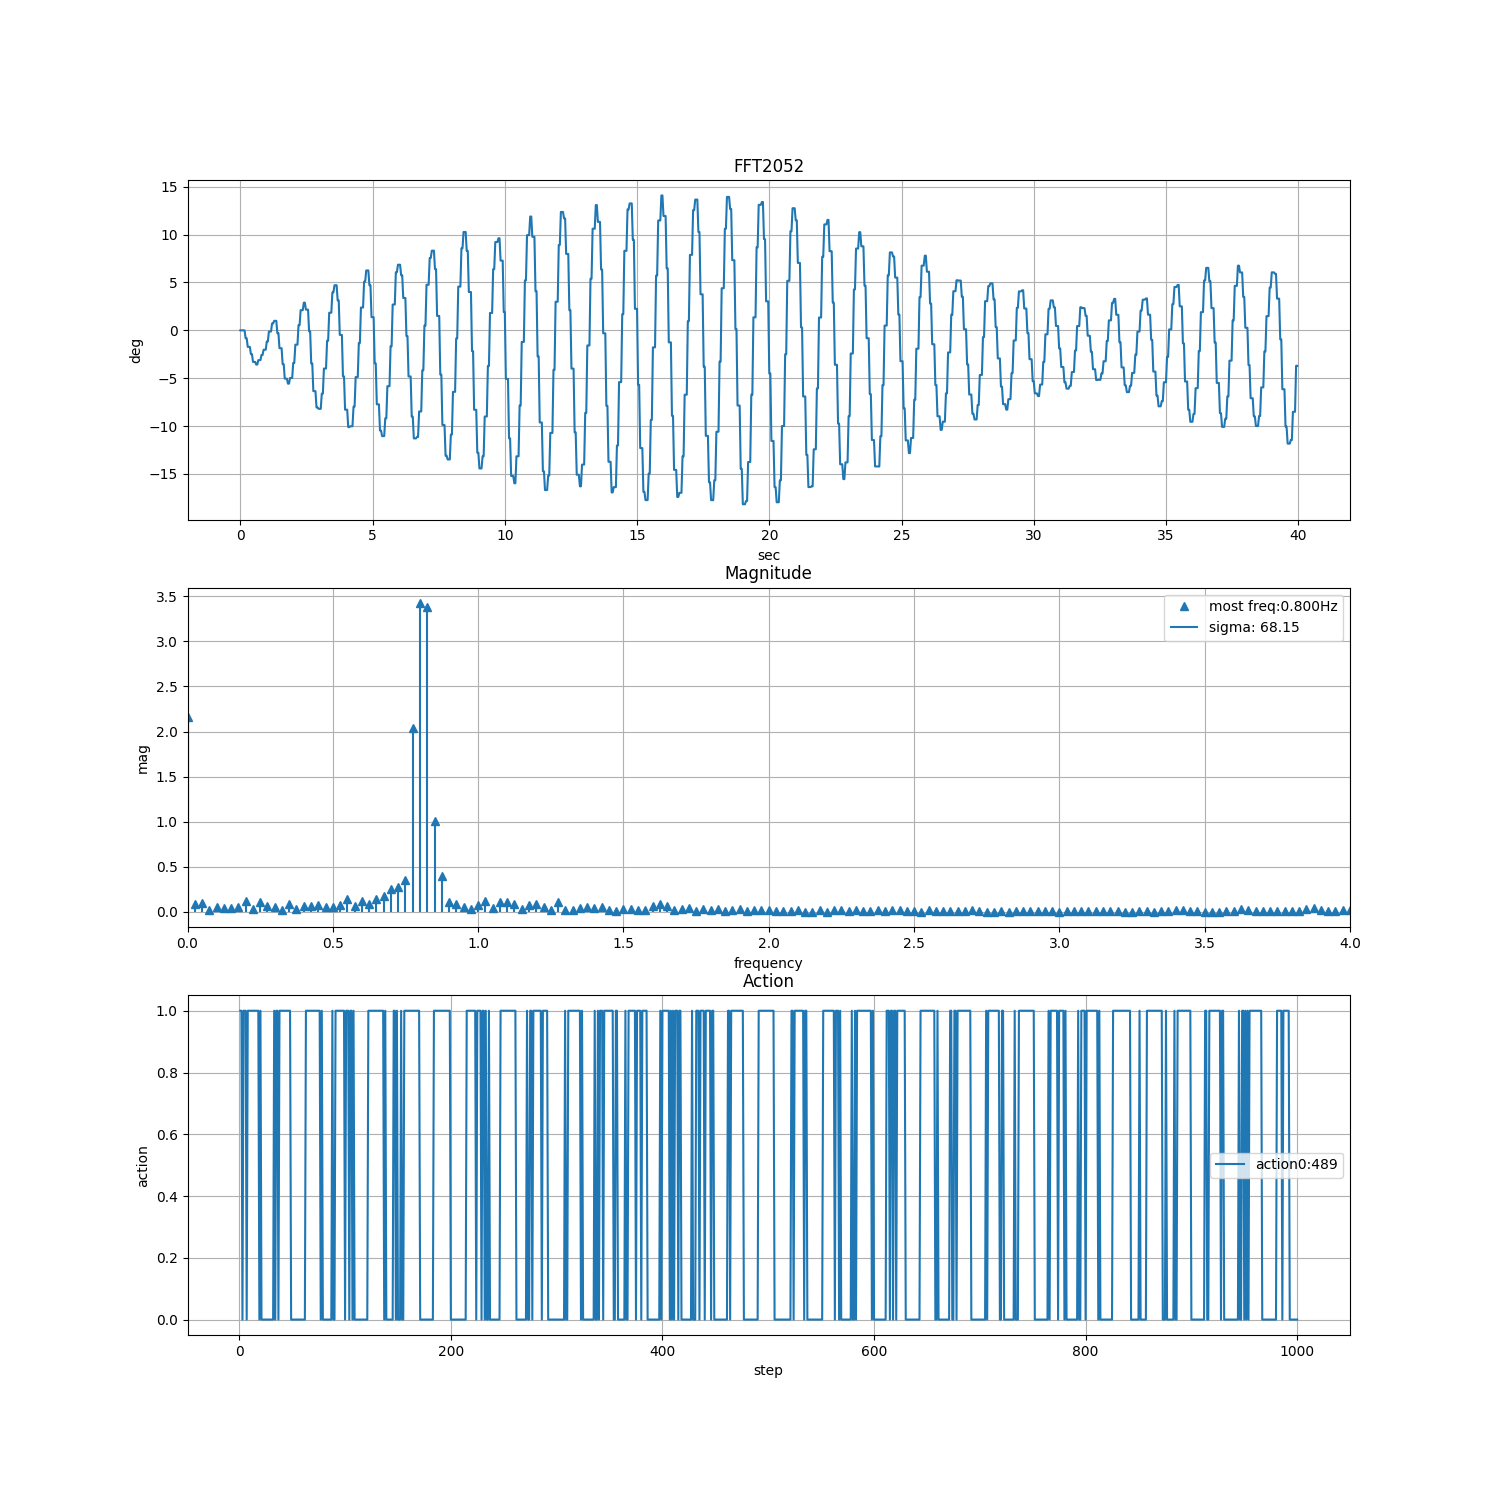 FFT2052
15
10
5
0
−5
−10
−15
deg
0 5 10 15 20 25 30 35 40
sec
Magnitude
3.5
3.0
2.5
2.0
1.5
1.0
0.5
0.0
mag
most freq:0.800Hz
sigma: 68.15
0.0 0.5 1.0 1.5 2.0 2.5 3.0 3.5 4.0
frequency
Action
1.0
0.8
0.6
0.4
0.2
0.0
action
action0:489
0 200 400 600 800 1000
step